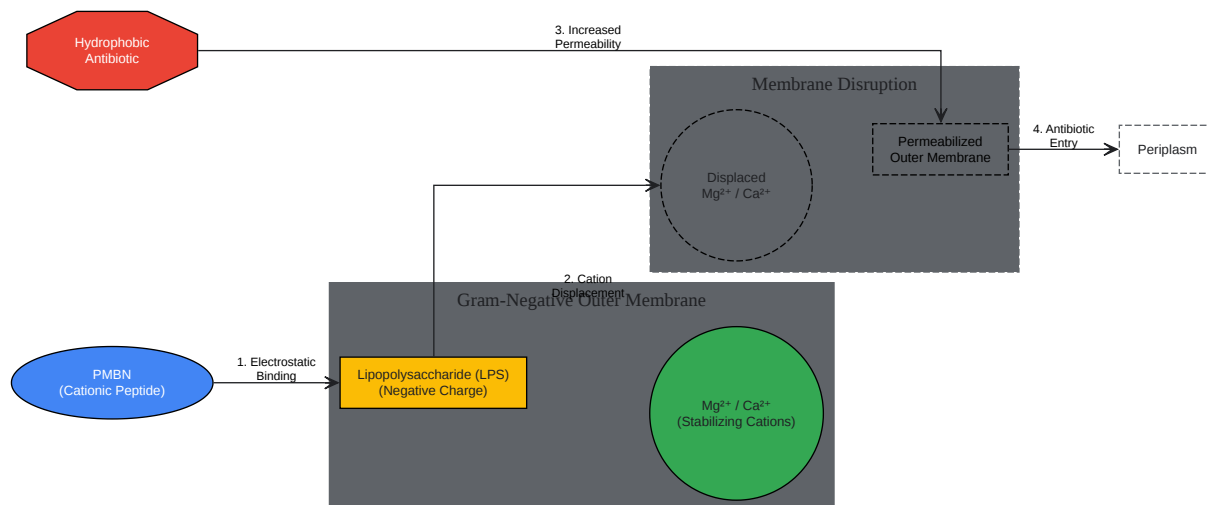 Hydrophobic
Antibiotic
3. Increased
Permeability
Membrane Disruption
Displaced
Mg²⁺ / Ca²⁺
Permeabilized
Outer Membrane
4. Antibiotic
Entry
Periplasm
2. Cation
Displacement
Gram-Negative Outer Membrane
PMBN
(Cationic Peptide)
1. Electrostatic
Binding
Lipopolysaccharide (LPS)
(Negative Charge)
Mg²⁺ / Ca²⁺
(Stabilizing Cations)